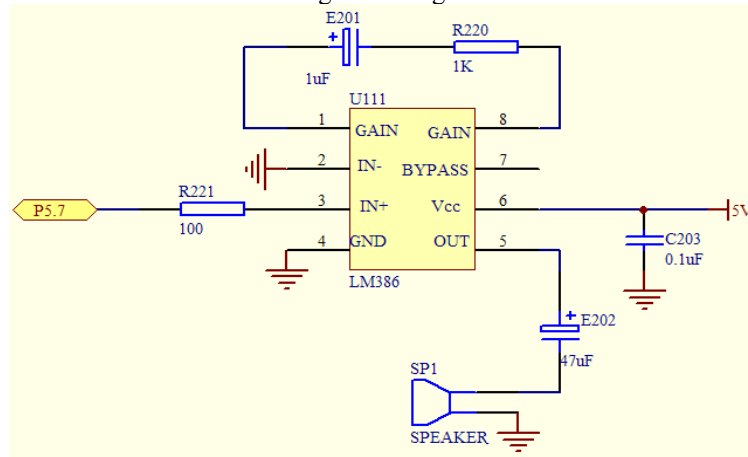 E201
R220
1uF
1K
U111
1
GAIN
GAIN
8
2
IN-
BYPASS
7
R221
P5.7
100
3
IN+
Vcc
6
5V
4
GND
OUT
5
C203
0.1uF
LM386
E202
47uF
SP1
SPEAKER